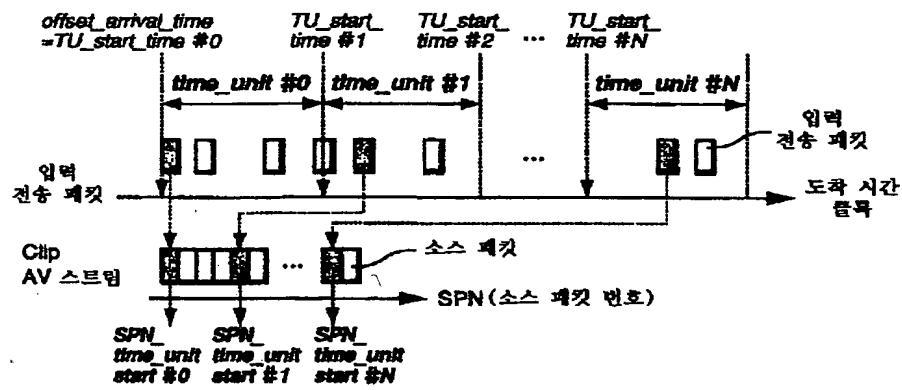 offset_arrival_time
=TU_start_time #0
TU_start_
time #1
TU_start_
time #2
...
TU_start_
time #N
time_unit #0
time_unit #1
time_unit #N
입력
전송 패킷
...
입력
전송 패킷
도착 시간
클록
Clip
AV 스트림
...
소스 패킷
SPN(소스 패킷 번호)
SPN_
time_unit
start #0
SPN_
time_unit
start #1
SPN_
time_unit
start #N